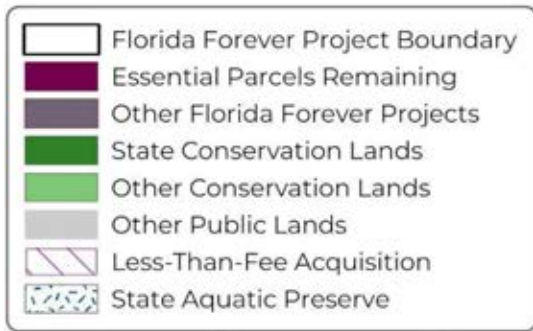 Florida Forever Project Boundary
Essential Parcels Remaining
Other Florida Forever Projects
State Conservation Lands
Other Conservation Lands
Other Public Lands
Less-Than-Fee Acquisition
State Aquatic Preserve